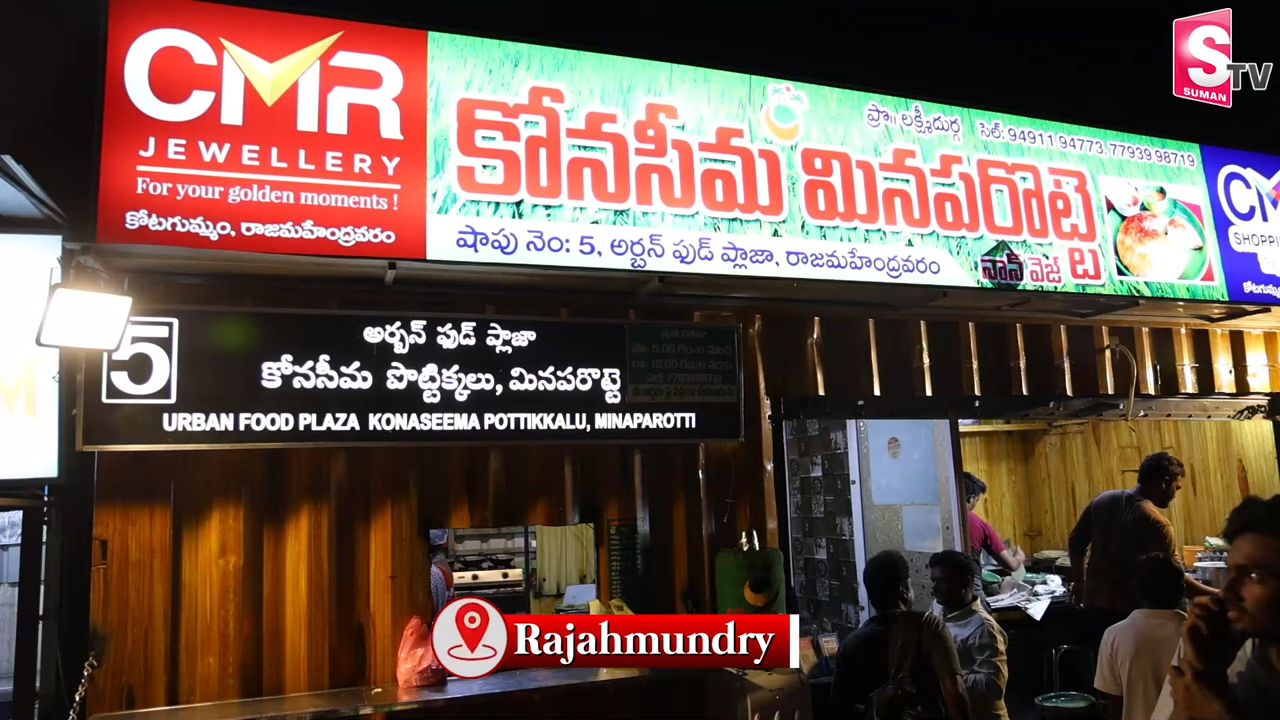 CMR
JEWELLERY
For your golden moments !
కోటగుమ్మం, రాజమహేంద్రవరం
ప్రొ॥ లక్ష్మీదుర్గ
సెల్: 94911 94773, 77939 98719
కోనసీమ మినపరొట్టె
షాపు నెం: 5, అర్బన్ ఫుడ్ ప్లాజా, రాజమహేంద్రవరం
నాన్ వెజ్
S
SUMAN
TV
5
అర్బన్ ఫుడ్ ప్లాజా
కోనసీమ పొట్టిక్కలు, మినపరొట్టె
URBAN FOOD PLAZA KONASEEMA POTTIKKALU, MINAPAROTTI
Rajahmundry